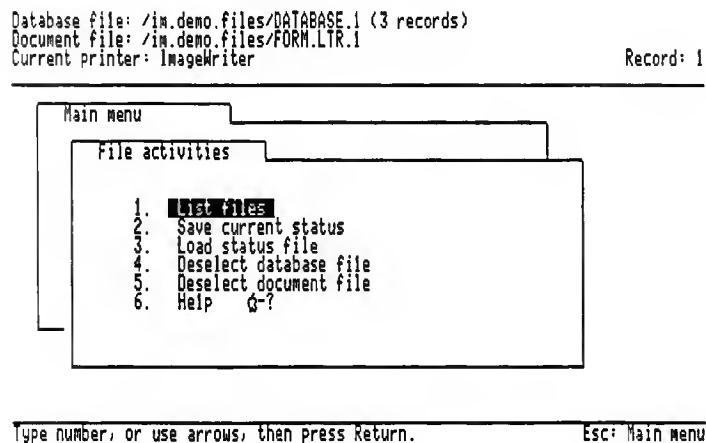 Database file: /im.demo.files/DATABASE.1 (3 records)
Document file: /im.demo.files/FORM.LTR.1
Current printer: ImageWriter Record: 1
Main menu
File activities
1. List files
2. Save current status
3. Load status file
4. Deselect database file
5. Deselect document file
6. Help -?
Type number, or use arrows, then press Return. Esc: Main menu